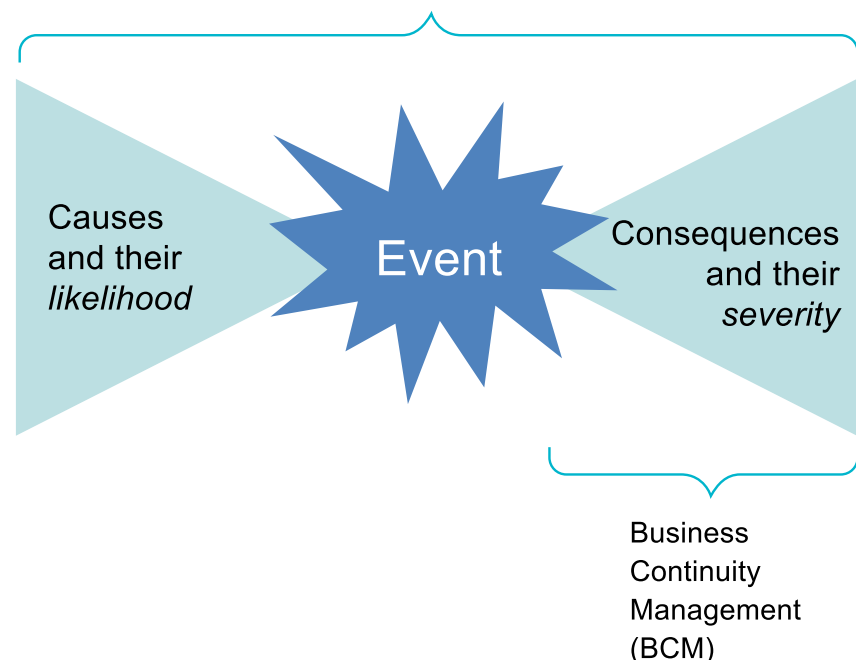 Causes
and their
likelihood
Event
Consequences
and their
severity
Business
Continuity
Management
(BCM)